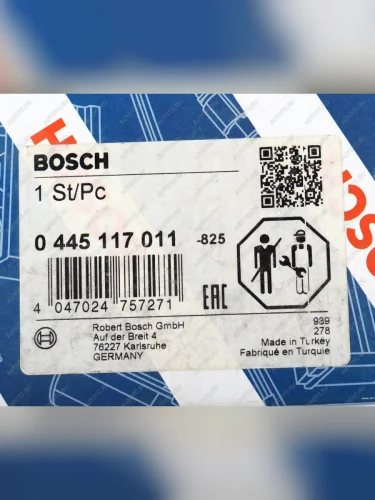 BOSCH
1 St/Pc
0 445 117 011 -825
4 047024 757271
EAC
Robert Bosch GmbH
Auf der Breit 4
76227 Karlsruhe
GERMANY
939
278
Made in Turkey
Fabriqué en Turquie